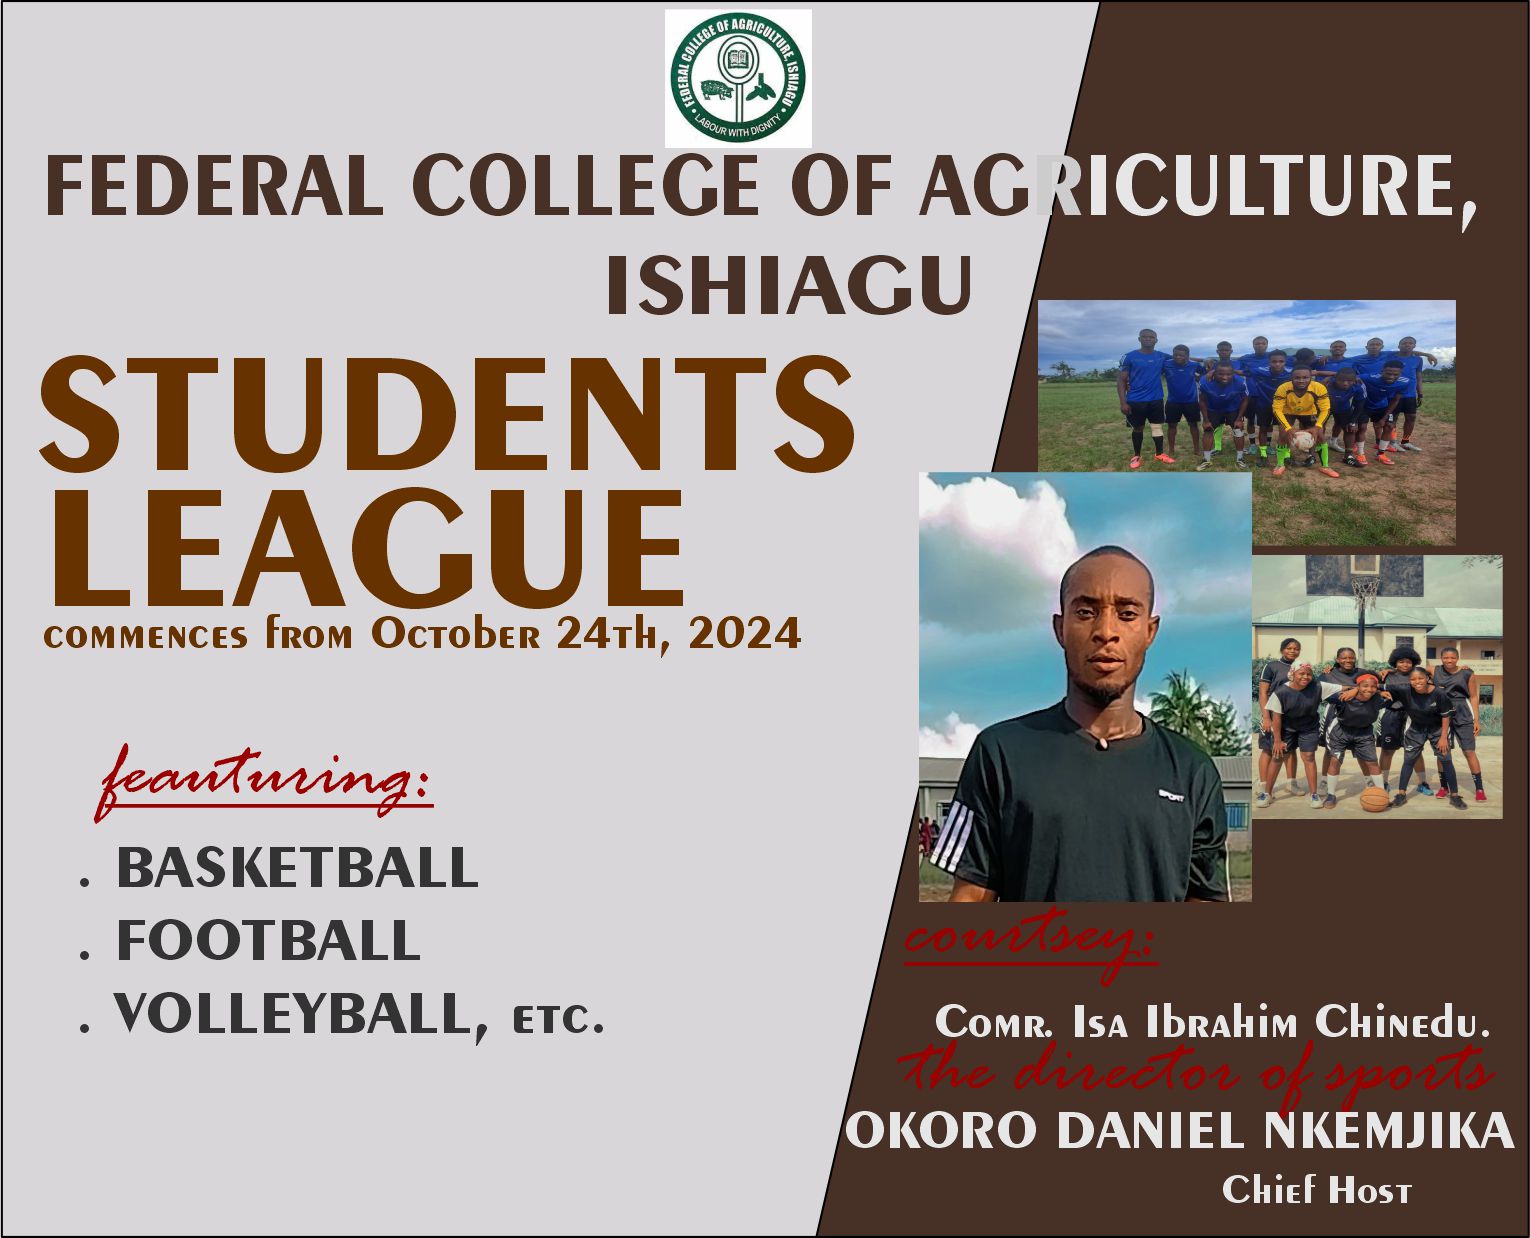 FEDERAL COLLEGE OF AGRICULTURE, ISHIAGU
LABOUR WITH DIGNITY
FEDERAL COLLEGE OF AGRICULTURE,
ISHIAGU
STUDENTS
LEAGUE
COMMENCES FROM OCTOBER 24TH, 2024
feauturing:
. BASKETBALL
. FOOTBALL
. VOLLEYBALL, ETC.
SPORT
courtsey:
COMR. ISA IBRAHIM CHINEDU.
the director of sports
OKORO DANIEL NKEMJIKA
CHIEF HOST